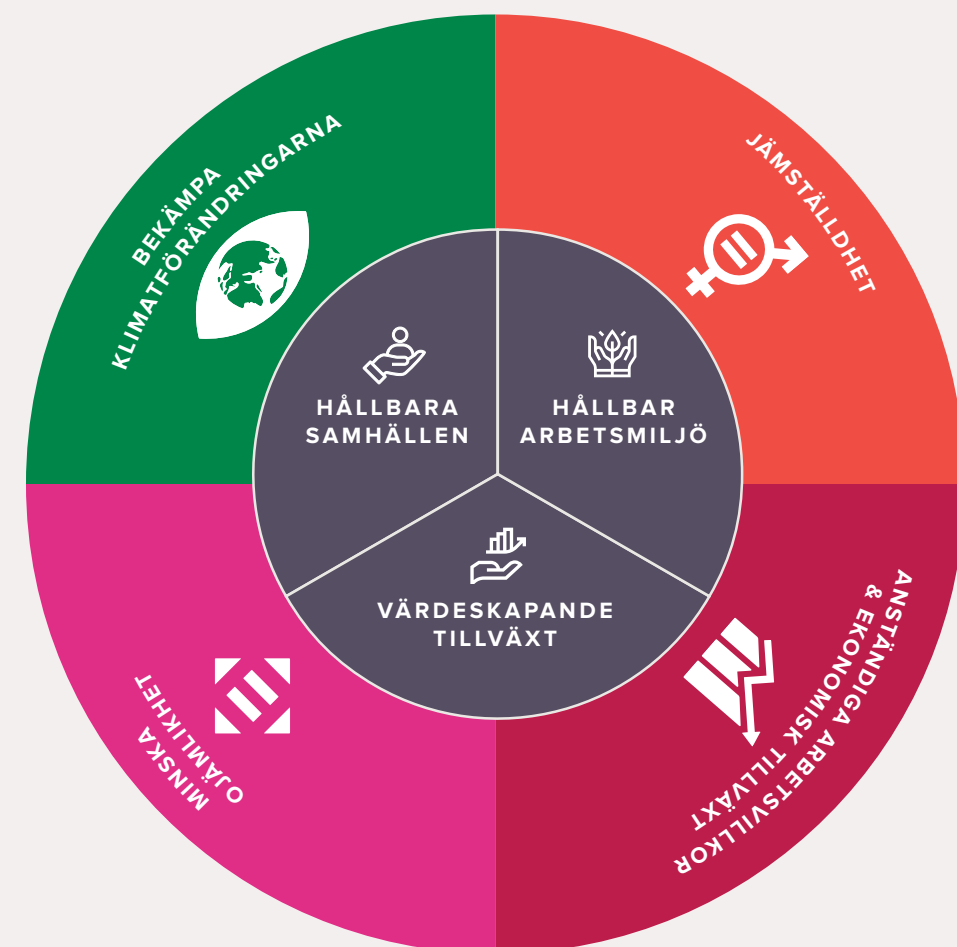 BEKÄMPA
KLIMATFÖRÄNDRINGARNA
JÄMSTÄLLDHET
HÅLLBARA
SAMHÄLLEN
HÅLLBAR
ARBETSMILJÖ
VÄRDESKAPANDE
TILLVÄXT
MINSKA
OJÄMLIKHET
ANSTÄNDIGA ARBETSVILLKOR
& EKONOMISK TILLVÄXT